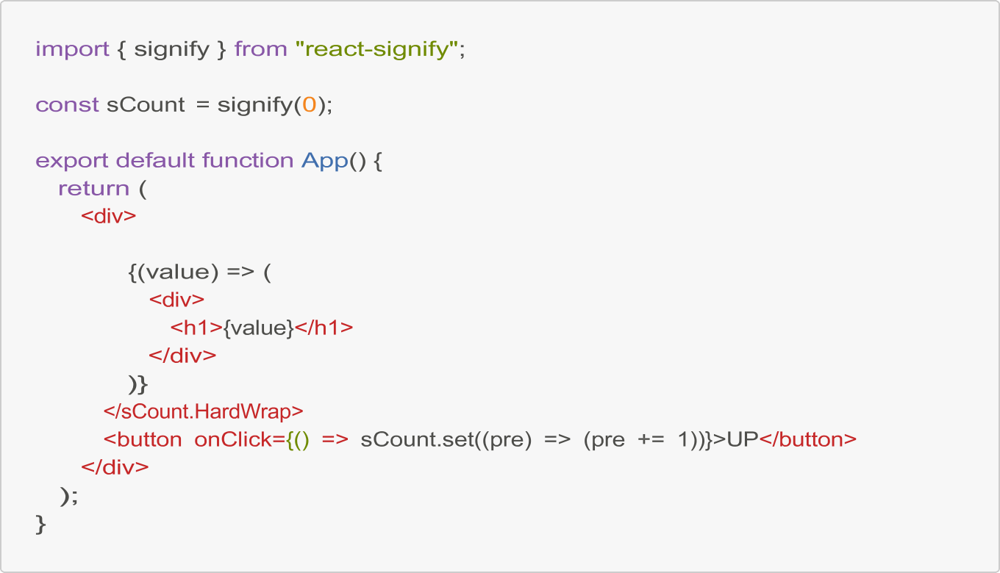 import { signify } from "react-signify";
const sCount = signify(0);
export default function App() {
return (
<div>
{(value) => (
<div>
<h1>{value}</h1>
</div>
)}
</sCount.HardWrap>
<button onClick={() => sCount.set((pre) => (pre += 1))}>UP</button>
</div>
);
}